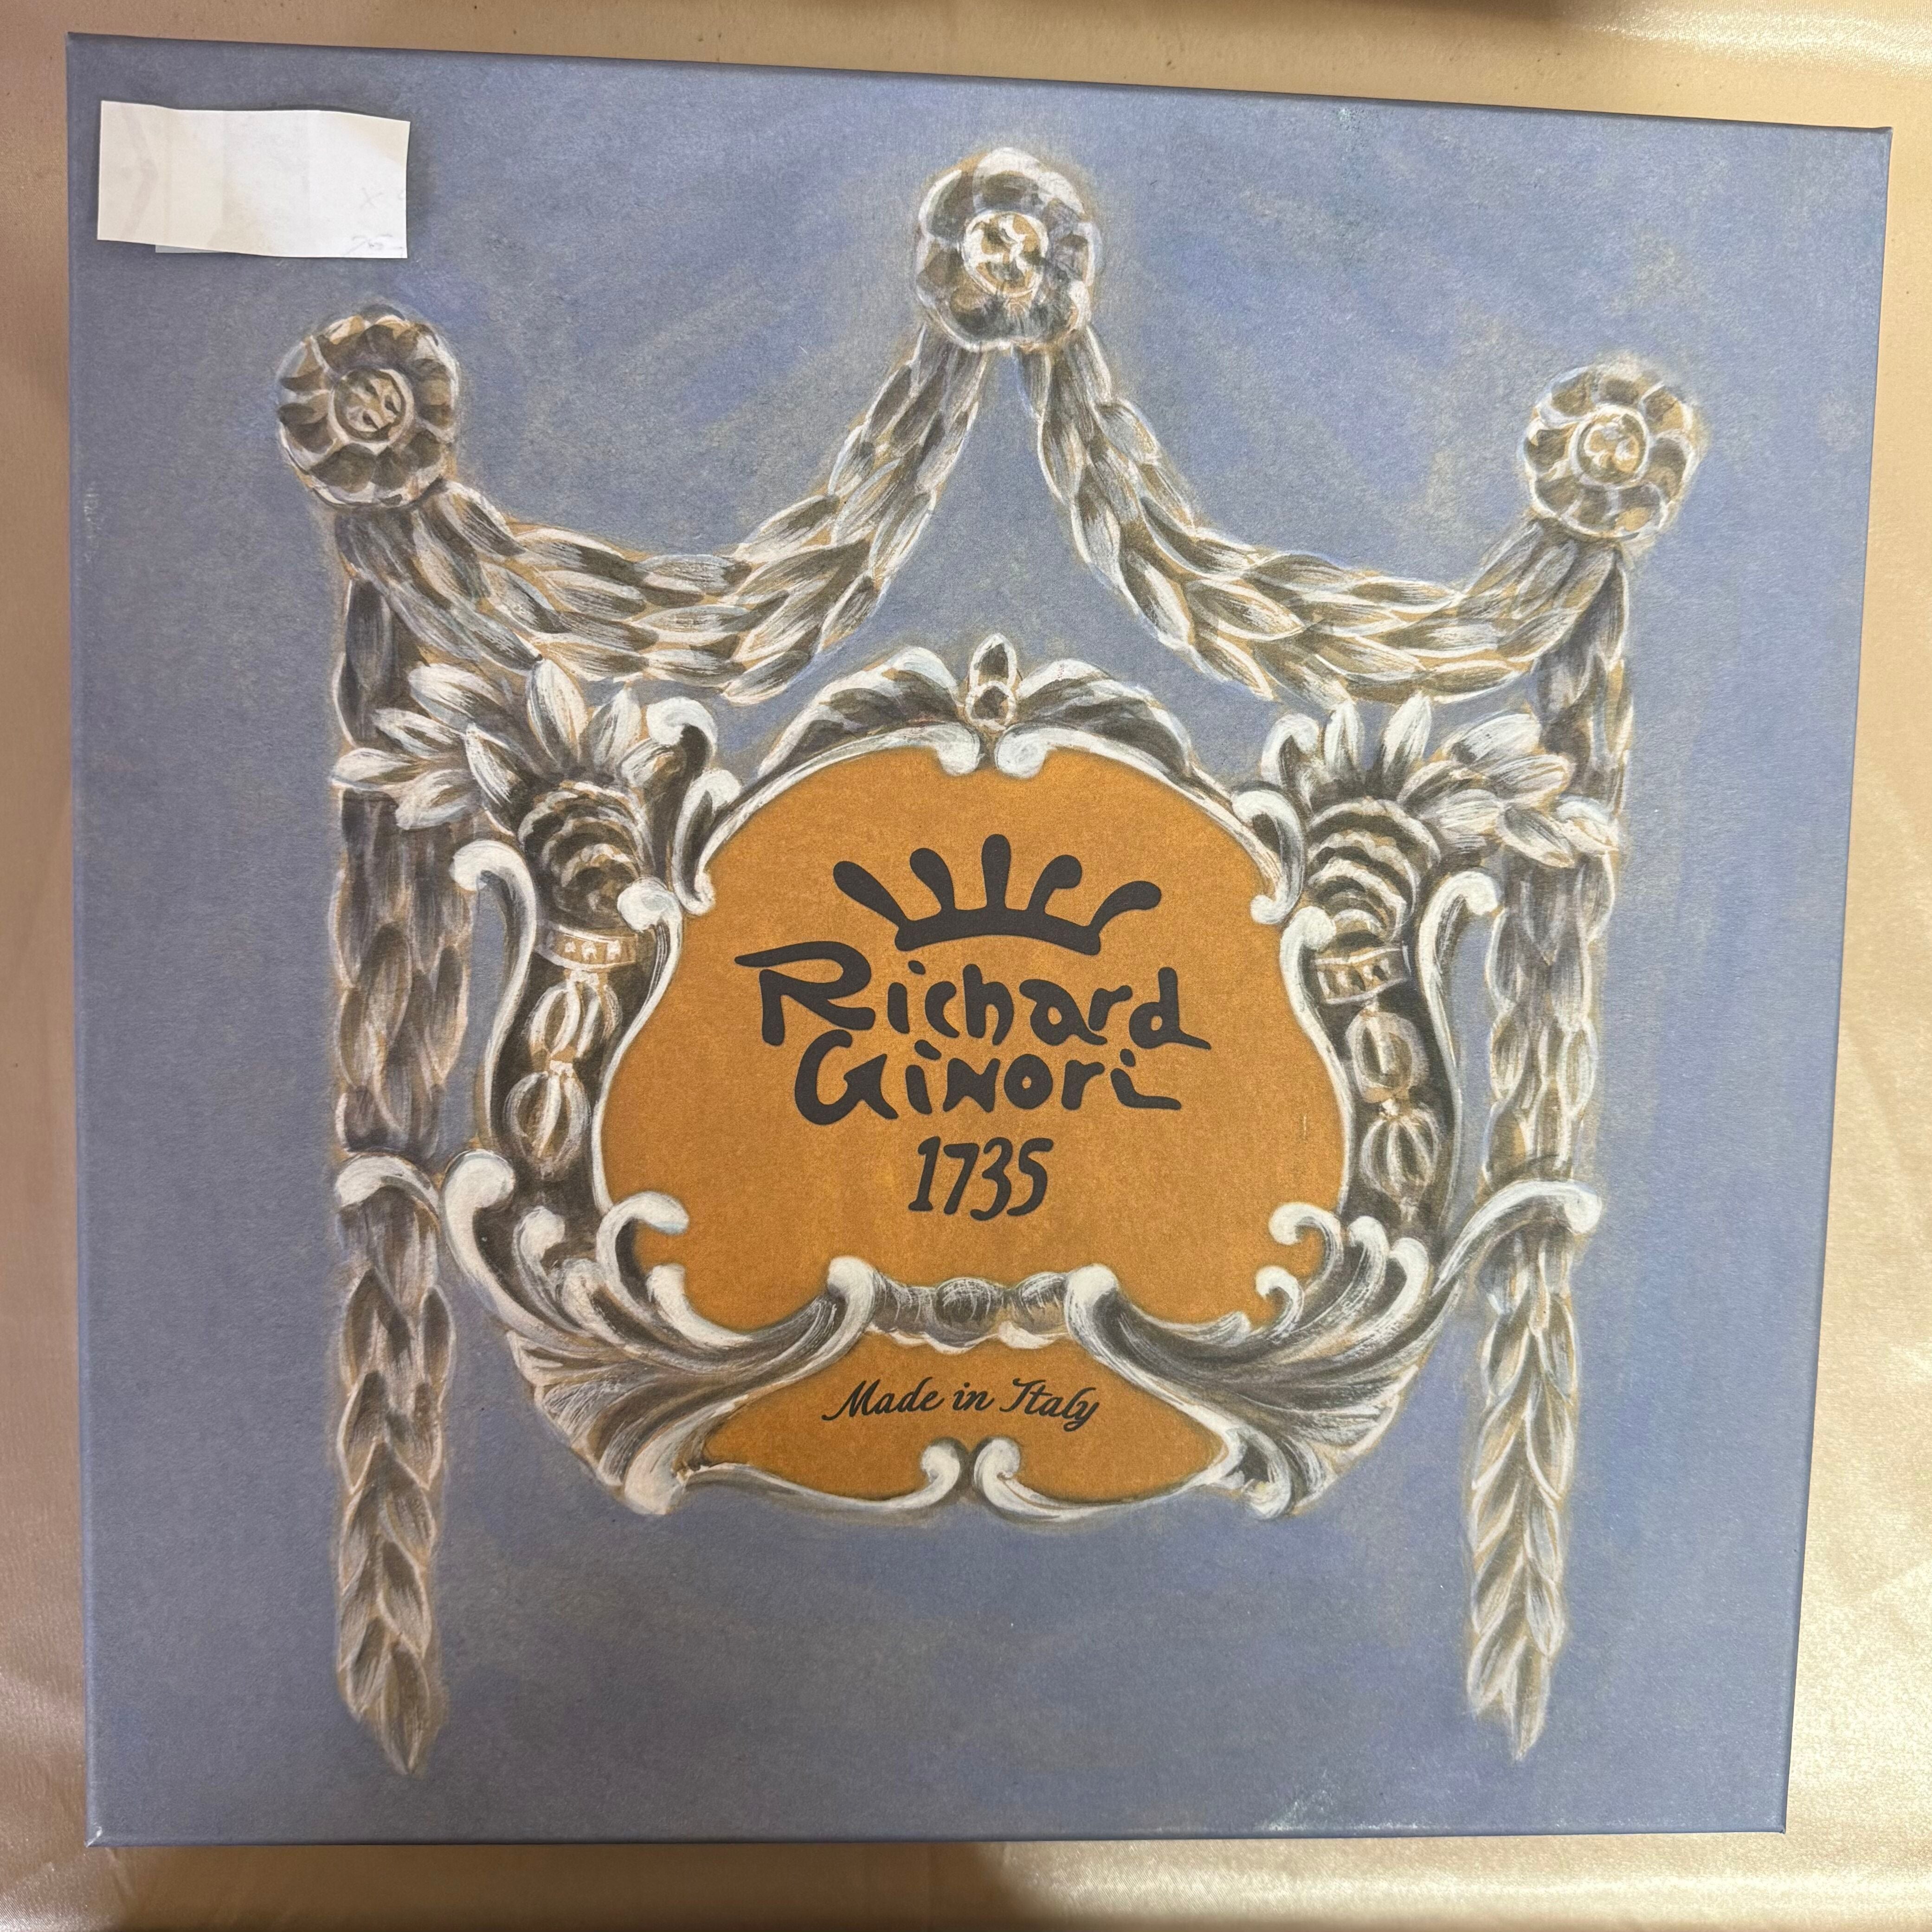 Richard
Ginori
1735
Made in Italy